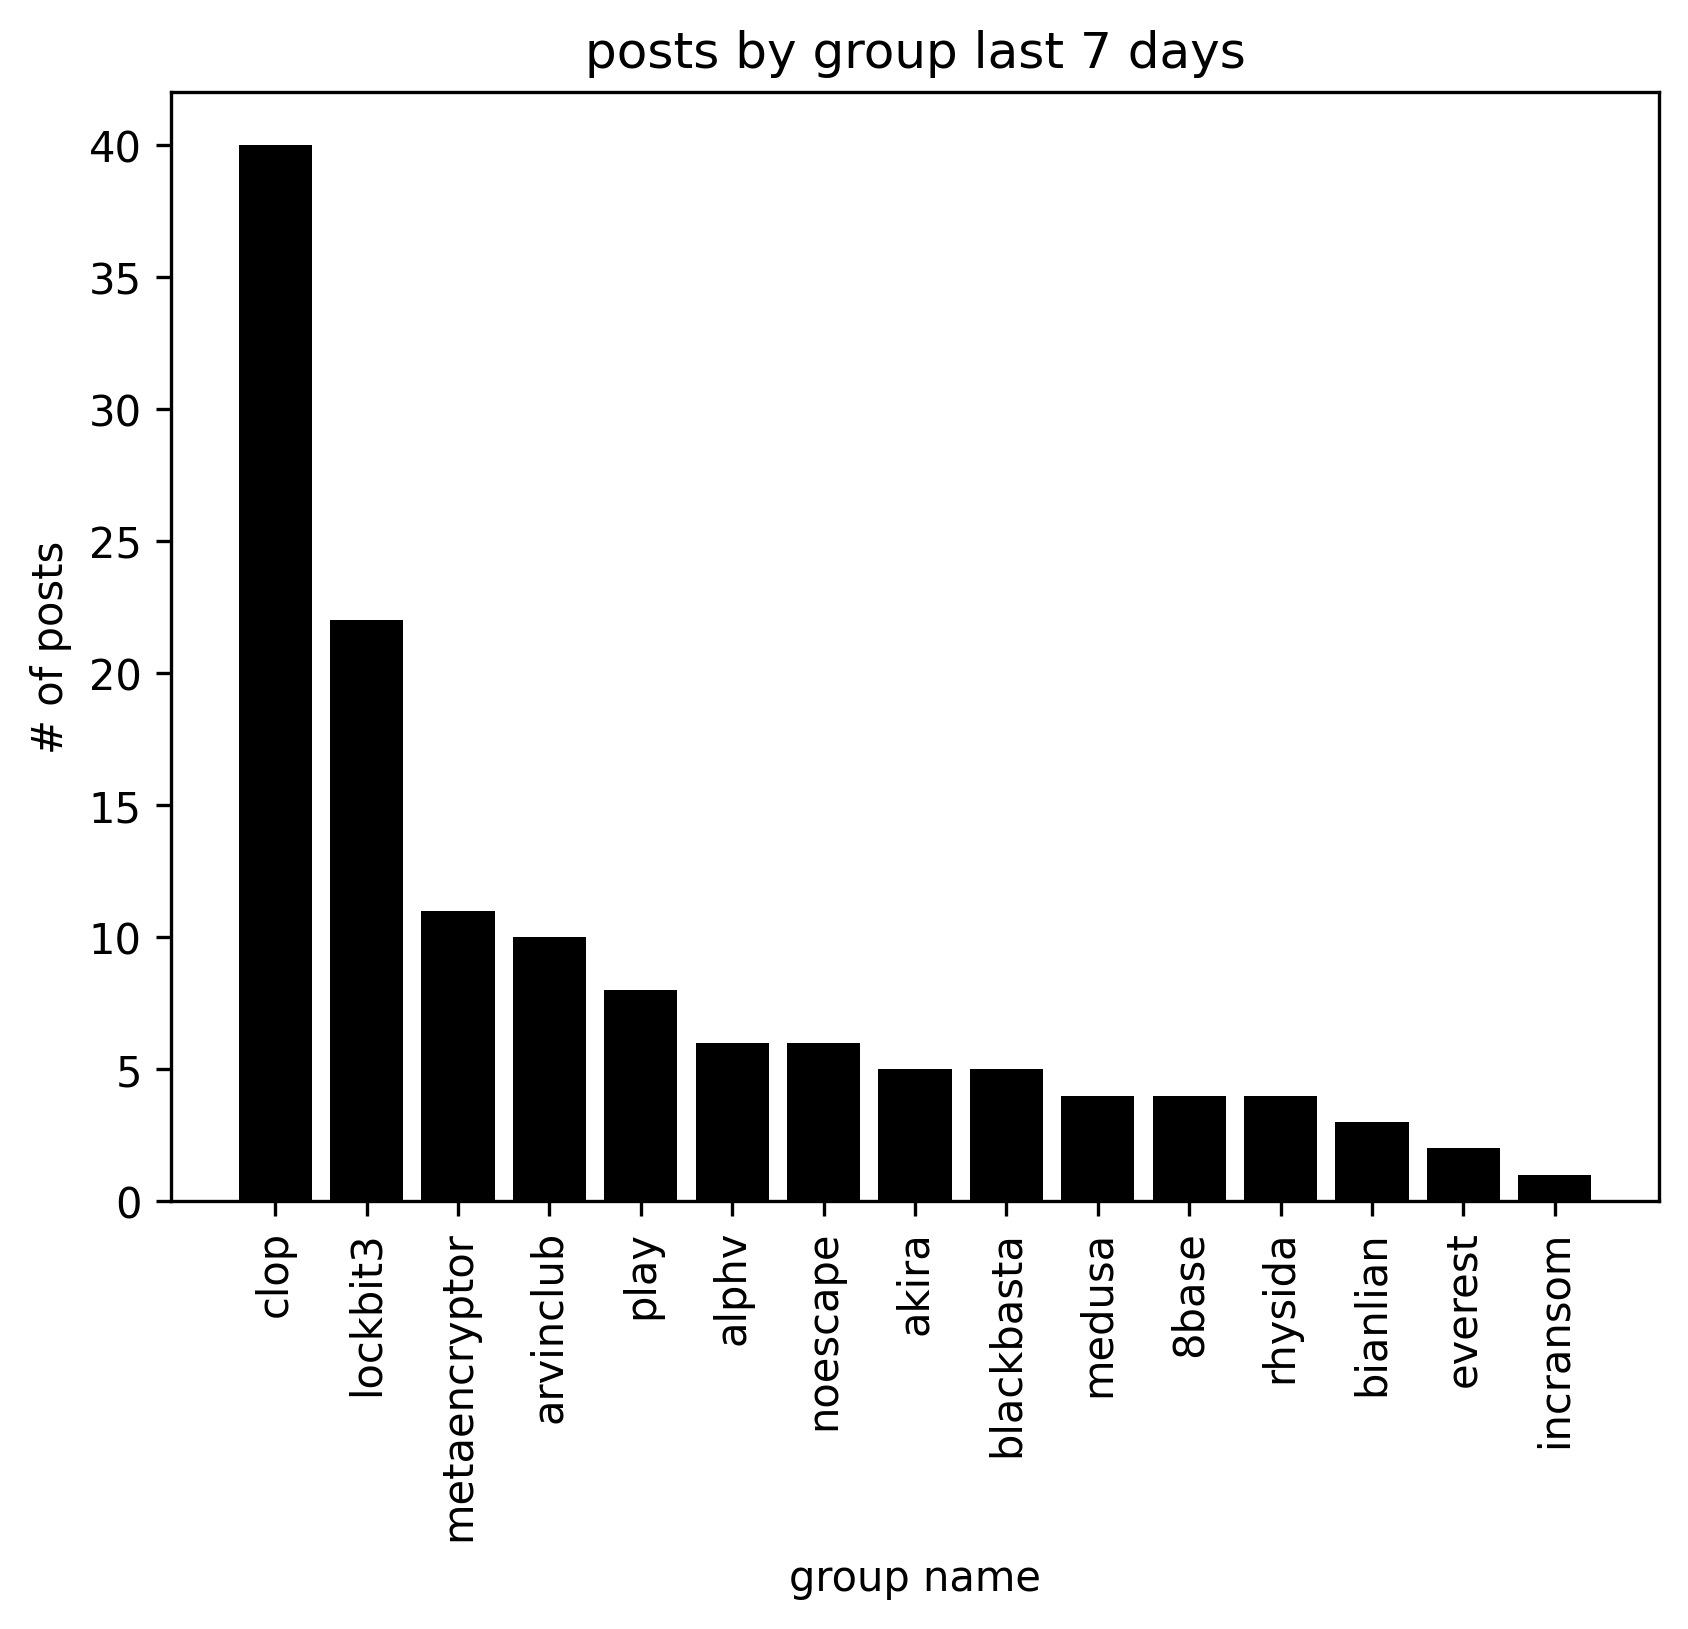 posts by group last 7 days
# of posts
40
35
30
25
20
15
10
5
0
clop
lockbit3
metaencryptor
arvinclub
play
alphv
noescape
akira
blackbasta
medusa
8base
rhysida
bianlian
everest
incransom
group name